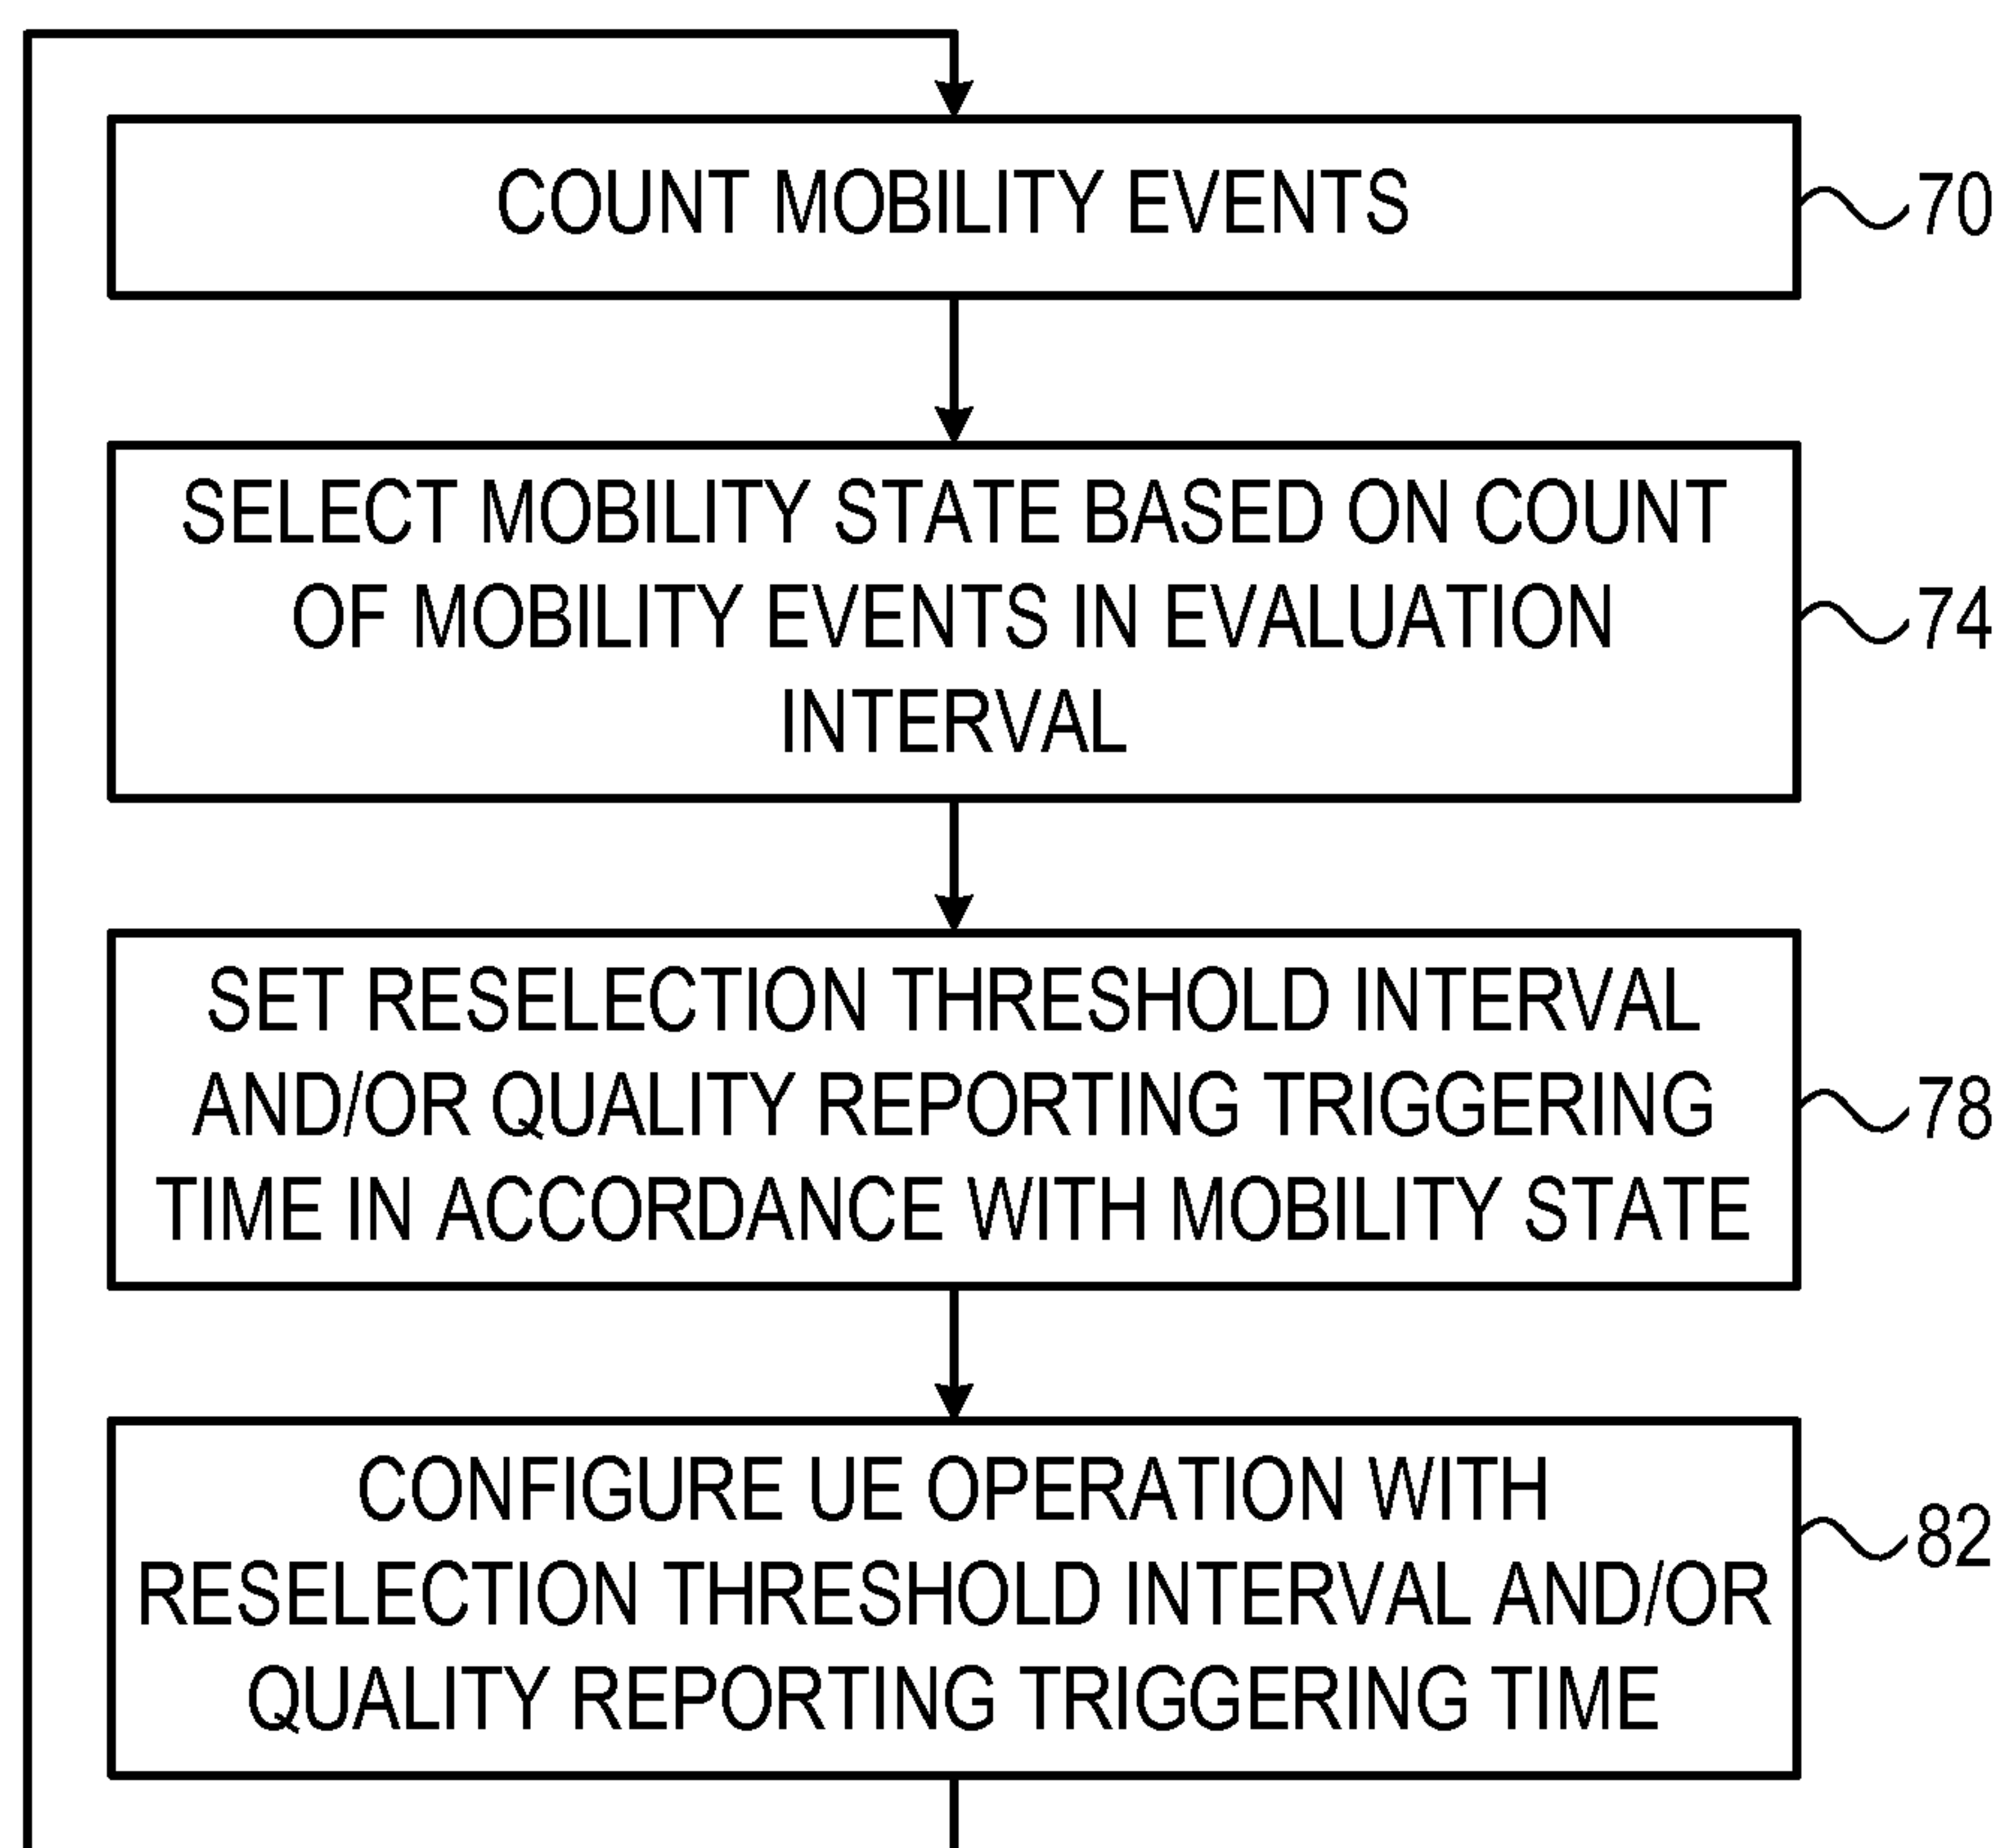 COUNT MOBILITY EVENTS
70
SELECT MOBILITY STATE BASED ON COUNT
OF MOBILITY EVENTS IN EVALUATION
INTERVAL
74
SET RESELECTION THRESHOLD INTERVAL
AND/OR QUALITY REPORTING TRIGGERING
TIME IN ACCORDANCE WITH MOBILITY STATE
78
CONFIGURE UE OPERATION WITH
RESELECTION THRESHOLD INTERVAL AND/OR
QUALITY REPORTING TRIGGERING TIME
82